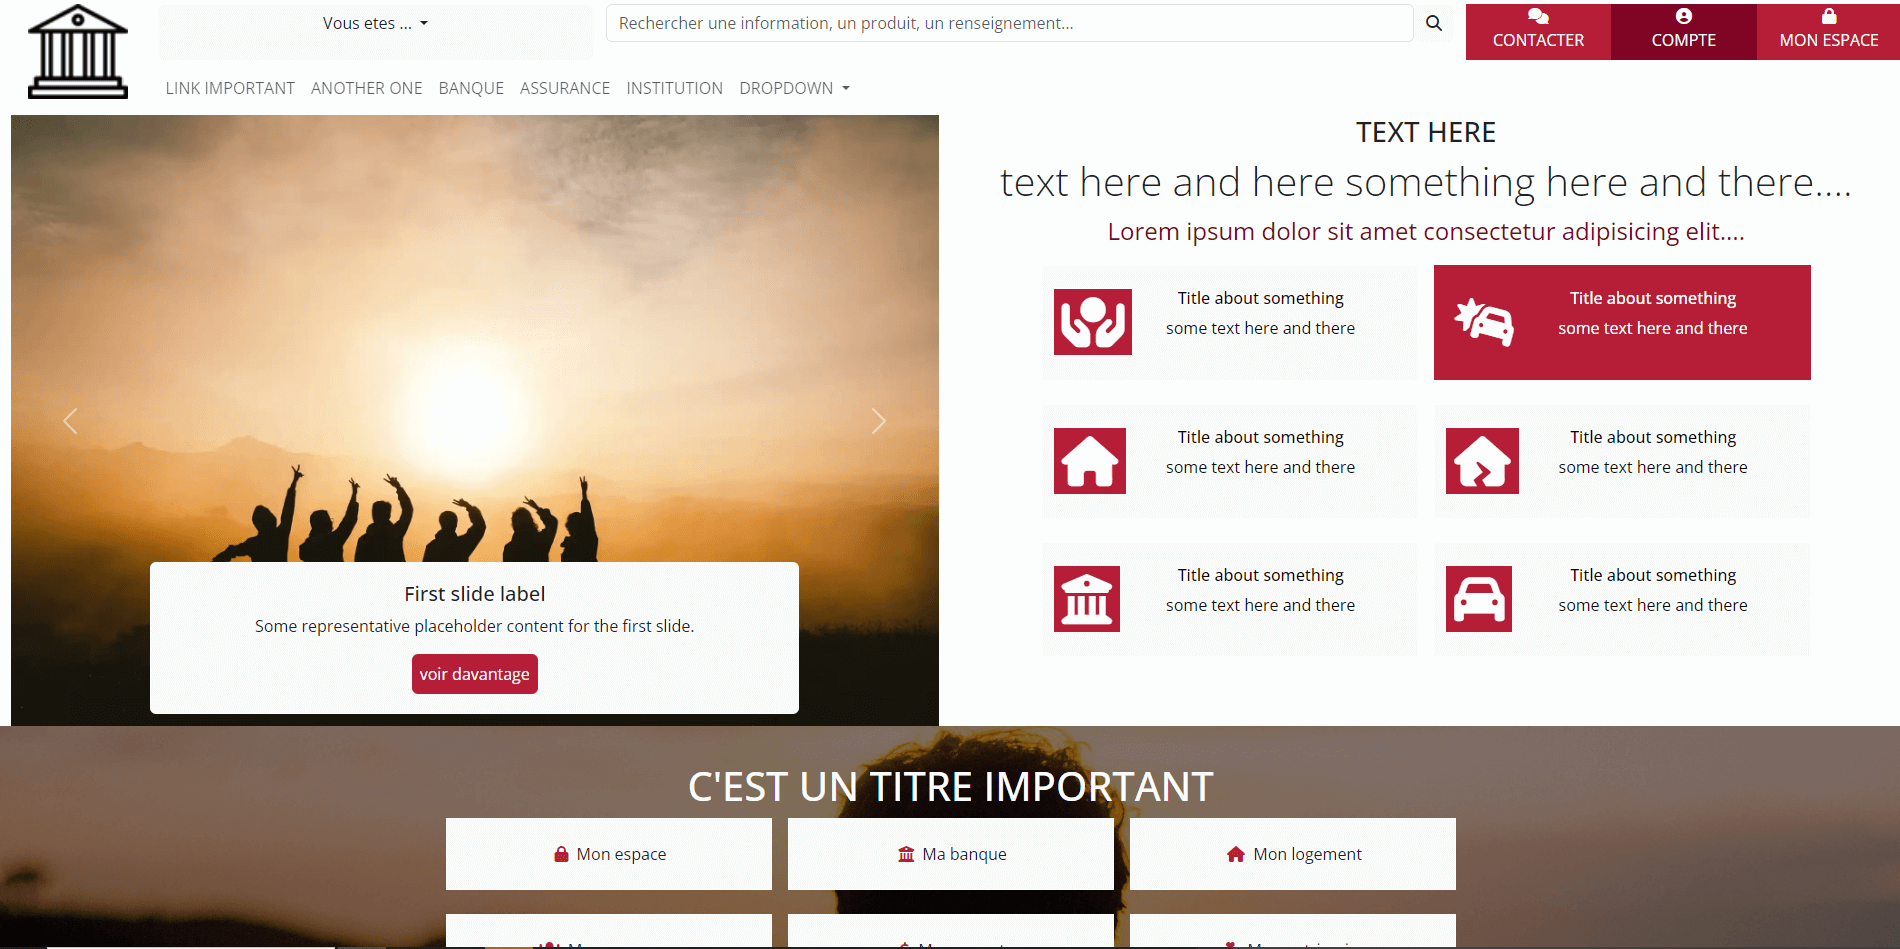 Vous etes ...
Rechercher une information, un produit, un renseignement...
CONTACTER
COMPTE
MON ESPACE
LINK IMPORTANT ANOTHER ONE BANQUE ASSURANCE INSTITUTION DROPDOWN
TEXT HERE
text here and here something here and there....
Lorem ipsum dolor sit amet consectetur adipisicing elit....
Title about something
some text here and there
Title about something
some text here and there
Title about something
some text here and there
Title about something
some text here and there
Title about something
some text here and there
Title about something
some text here and there
First slide label
Some representative placeholder content for the first slide.
voir davantage
C'EST UN TITRE IMPORTANT
Mon espace
Ma banque
Mon logement